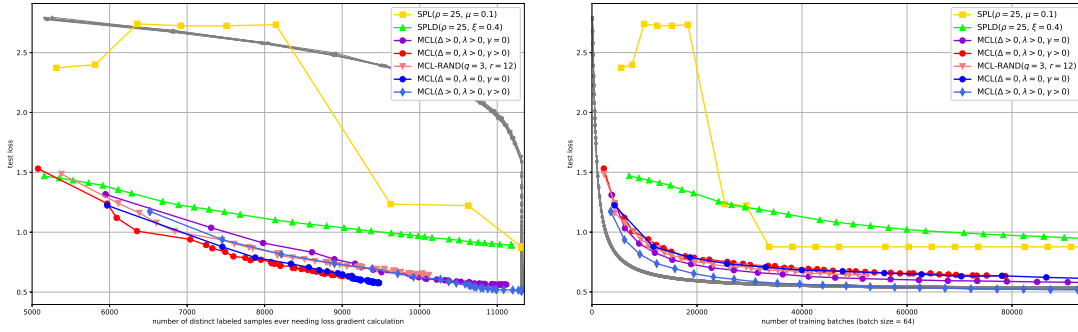 SPL(ρ = 25, μ = 0.1)
SPLD(ρ = 25, ξ = 0.4)
MCL(Δ > 0, λ > 0, γ = 0)
MCL(Δ = 0, λ > 0, γ > 0)
MCL-RAND(q = 3, r = 12)
MCL(Δ = 0, λ = 0, γ = 0)
MCL(Δ > 0, λ > 0, γ > 0)
test loss
2.5
2.0
1.5
1.0
0.5
5000 6000 7000 8000 9000 10000 11000
number of distinct labeled samples ever needing loss gradient calculation
SPL(ρ = 25, μ = 0.1)
SPLD(ρ = 25, ξ = 0.4)
MCL(Δ > 0, λ > 0, γ = 0)
MCL(Δ = 0, λ > 0, γ > 0)
MCL-RAND(q = 3, r = 12)
MCL(Δ = 0, λ = 0, γ = 0)
MCL(Δ > 0, λ > 0, γ > 0)
test loss
2.5
2.0
1.5
1.0
0.5
0 20000 40000 60000 80000
number of training batches (batch size = 64)